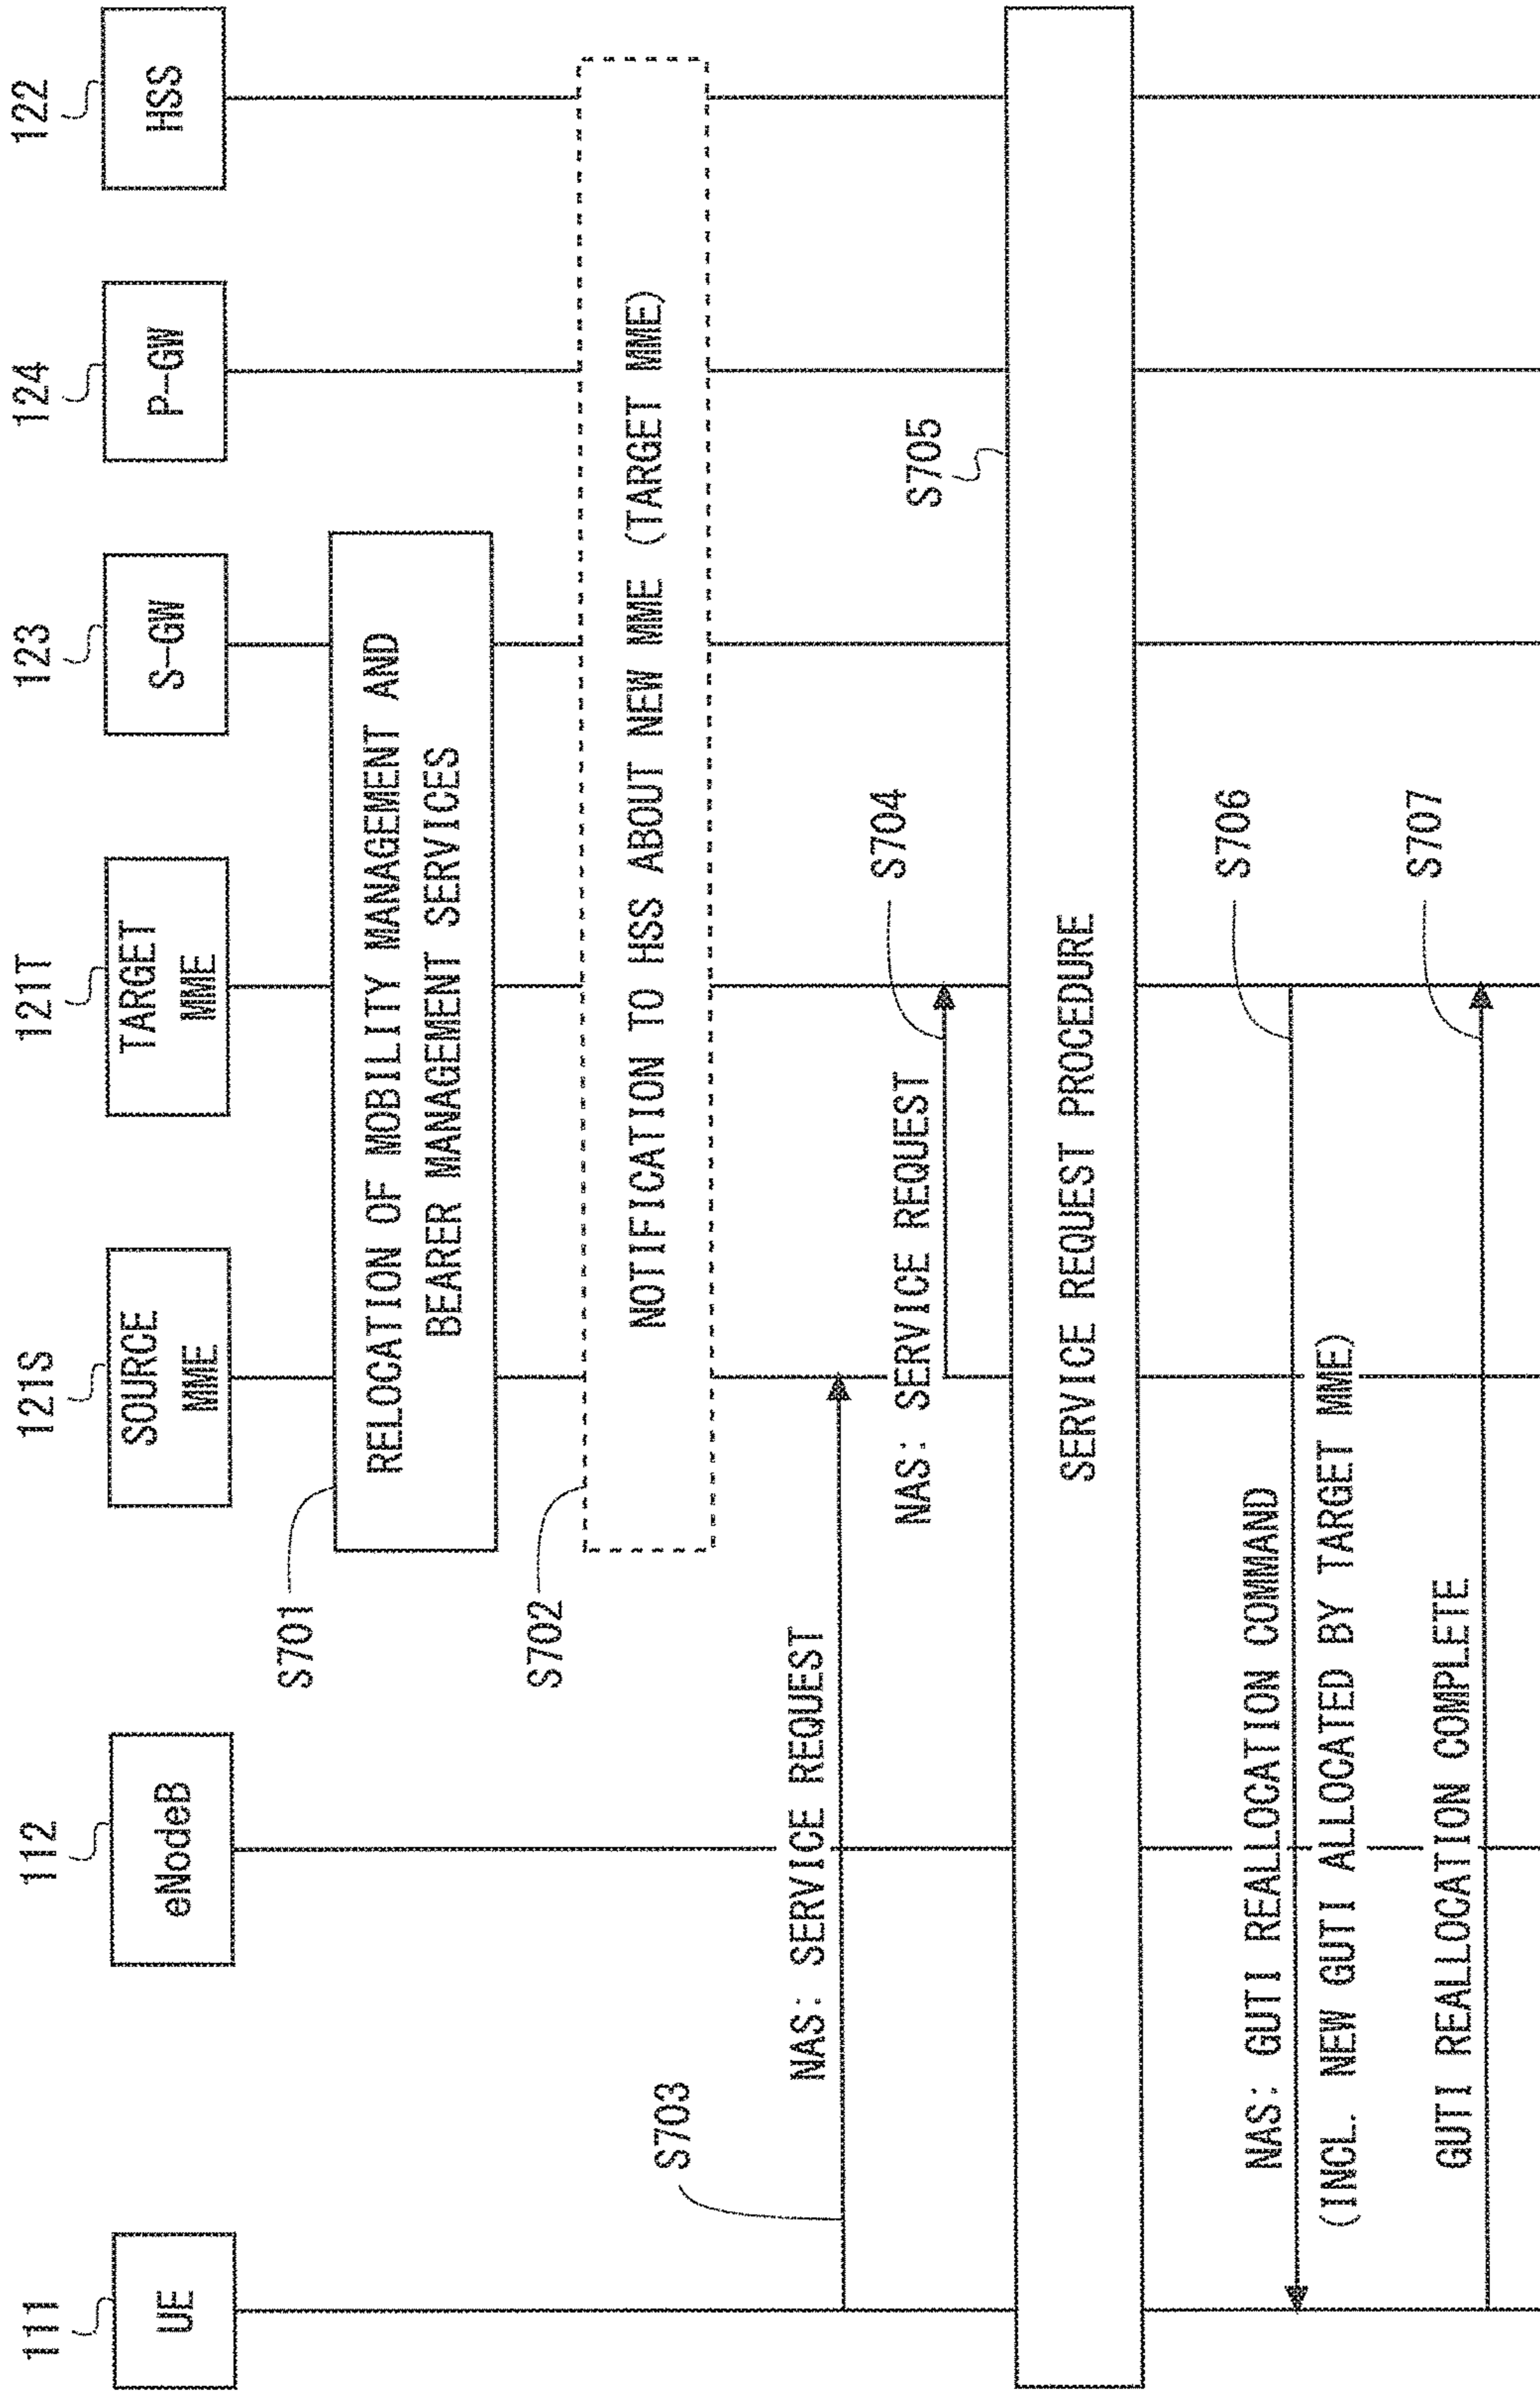 111
112
121S
121T
123
124
122
UE
eNodeB
SOURCE
MME
TARGET
MME
S-GW
P-GW
HSS
S701
RELOCATION OF MOBILITY MANAGEMENT AND
BEARER MANAGEMENT SERVICES
S702
NOTIFICATION TO HSS ABOUT NEW MME (TARGET MME)
S703
NAS: SERVICE REQUEST
S704
NAS: SERVICE REQUEST
S705
SERVICE REQUEST PROCEDURE
S706
NAS: GUTI REALLOCATION COMMAND
(INCL. NEW GUTI ALLOCATED BY TARGET MME)
S707
GUTI REALLOCATION COMPLETE